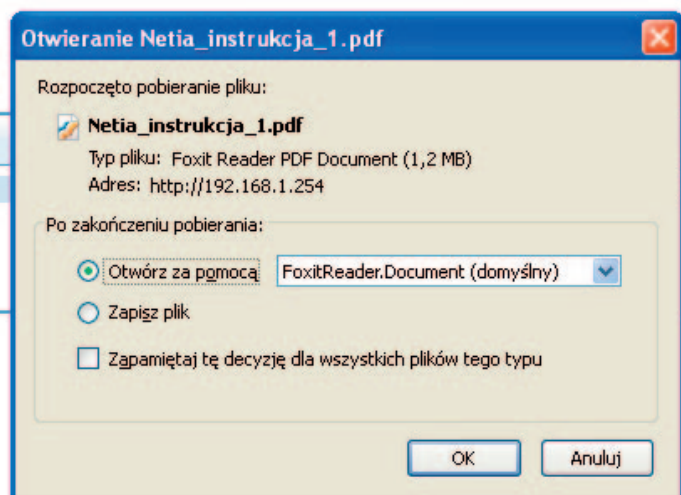 Otwieranie Netia_instrukcja_1.pdf
Rozpoczęto pobieranie pliku:
Netia_instrukcja_1.pdf
Typ pliku: Foxit Reader PDF Document (1,2 MB)
Adres: http://192.168.1.254
Po zakończeniu pobierania:
Otwórz za pomocą FoxitReader.Document (domyślny)
Zapisz plik
Zapamiętaj tę decyzję dla wszystkich plików tego typu
OK Anuluj